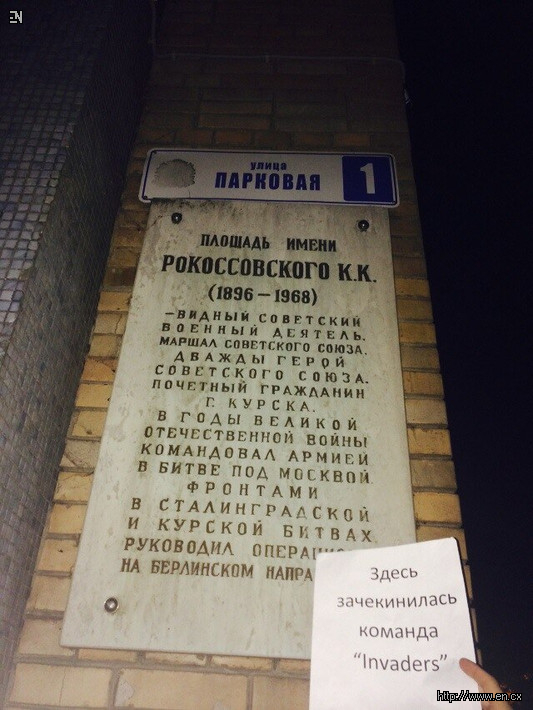 EN
улица
ПАРКОВАЯ
1
ПЛОЩАДЬ ИМЕНИ
РОКОССОВСКОГО К.К.
(1896 – 1968)
– ВИДНЫЙ СОВЕТСКИЙ
ВОЕННЫЙ ДЕЯТЕЛЬ.
МАРШАЛ СОВЕТСКОГО СОЮЗА.
ДВАЖДЫ ГЕРОЙ
СОВЕТСКОГО СОЮЗА.
ПОЧЕТНЫЙ ГРАЖДАНИН
Г. КУРСКА.
В ГОДЫ ВЕЛИКОЙ
ОТЕЧЕСТВЕННОЙ ВОЙНЫ
КОМАНДОВАЛ АРМИЕЙ
В БИТВЕ ПОД МОСКВОЙ.
ФРОНТАМИ
В СТАЛИНГРАДСКОЙ
И КУРСКОЙ БИТВАХ
РУКОВОДИЛ
НА БЕРЛИНСКОМ
Здесь
зачекинилась
команда
“Invaders”
http://www.en.cx